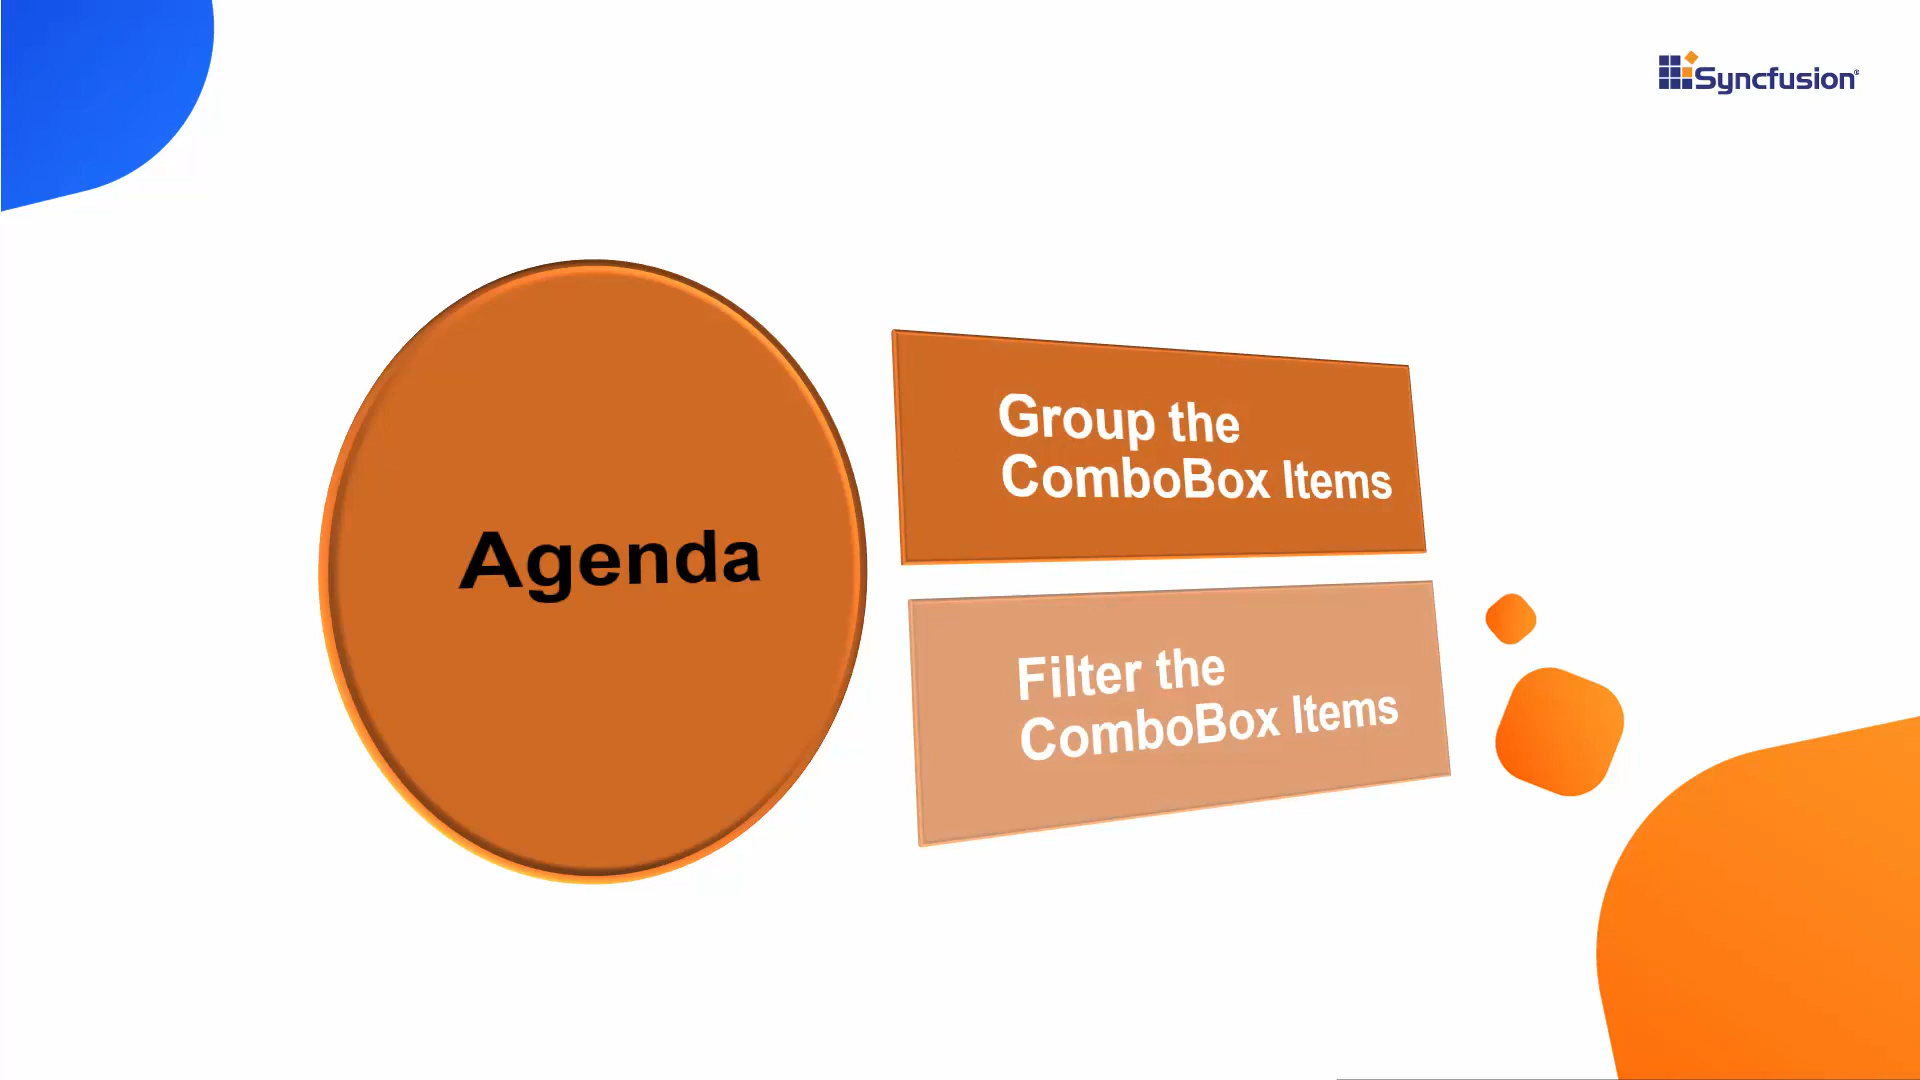 Syncfusion
Agenda
Group the
ComboBox Items
Filter the
ComboBox Items